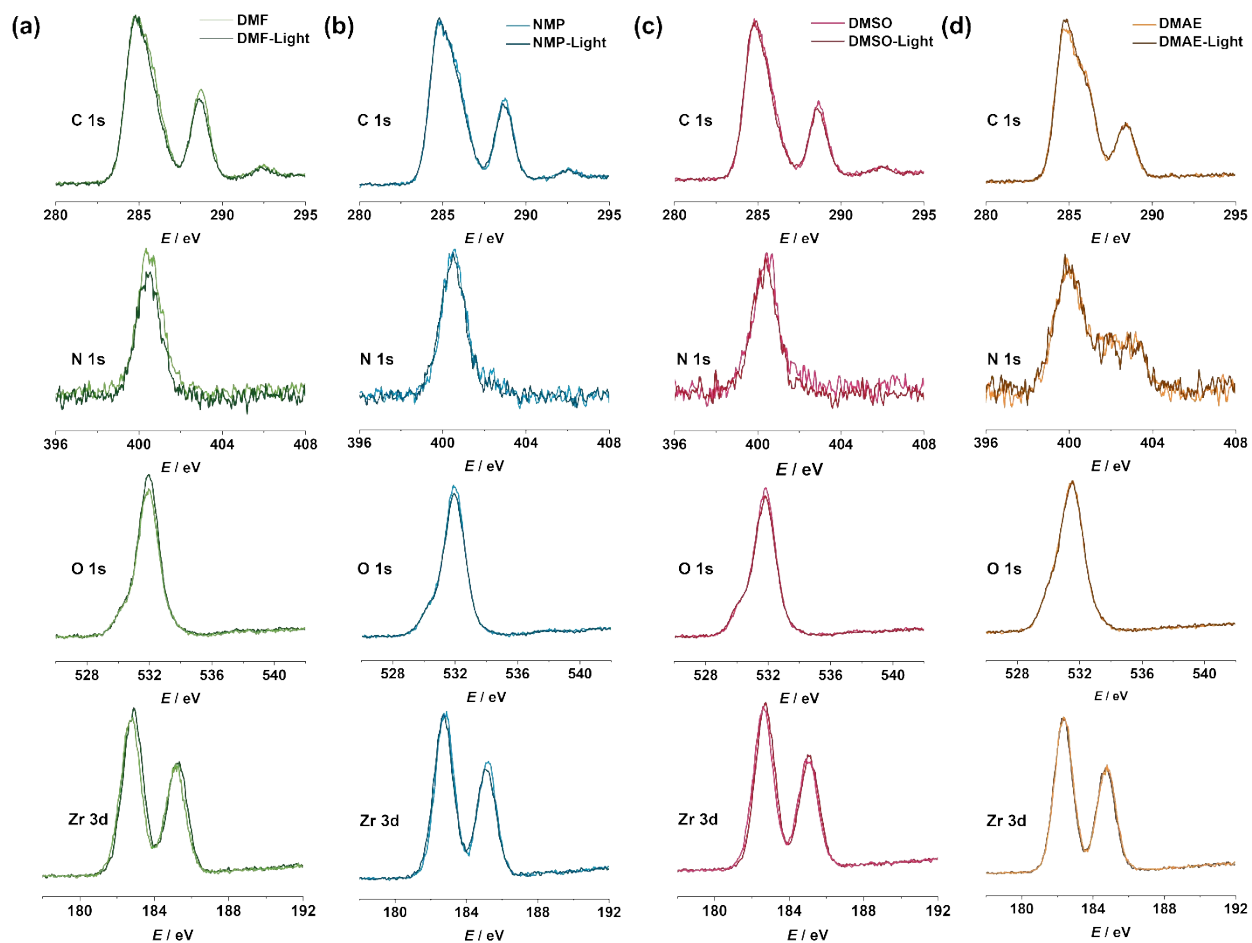 (a)
DMF
DMF-Light
C 1s
280 285 290 295
E / eV
N 1s
396 400 404 408
E / eV
O 1s
528 532 536 540
E / eV
Zr 3d
180 184 188 192
E / eV
(b)
NMP
NMP-Light
C 1s
280 285 290 295
E / eV
N 1s
396 400 404 408
E / eV
O 1s
528 532 536 540
E / eV
Zr 3d
180 184 188 192
E / eV
(c)
DMSO
DMSO-Light
C 1s
280 285 290 295
E / eV
N 1s
396 400 404 408
E / eV
O 1s
528 532 536 540
E / eV
Zr 3d
180 184 188 192
E / eV
(d)
DMAE
DMAE-Light
C 1s
280 285 290 295
E / eV
N 1s
396 400 404 408
E / eV
O 1s
528 532 536 540
E / eV
Zr 3d
180 184 188 192
E / eV